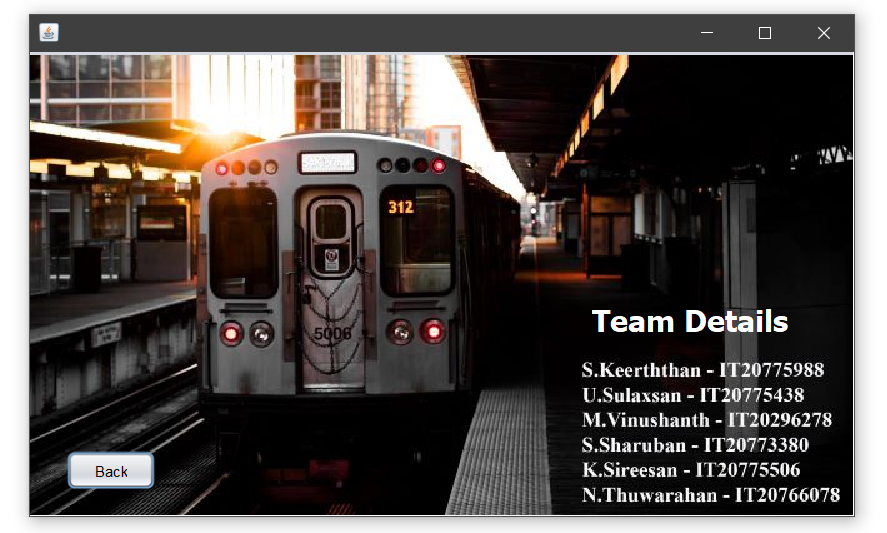 312
5006
Team Details
S.Keerththan - IT20775988
U.Sulaxsan - IT20775438
M.Vinushanth - IT20296278
S.Sharuban - IT20773380
K.Sireesan - IT20775506
N.Thuwarahan - IT20766078
Back